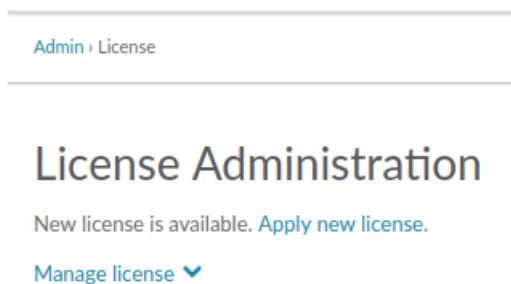 Admin › License
License Administration
New license is available. Apply new license.
Manage license